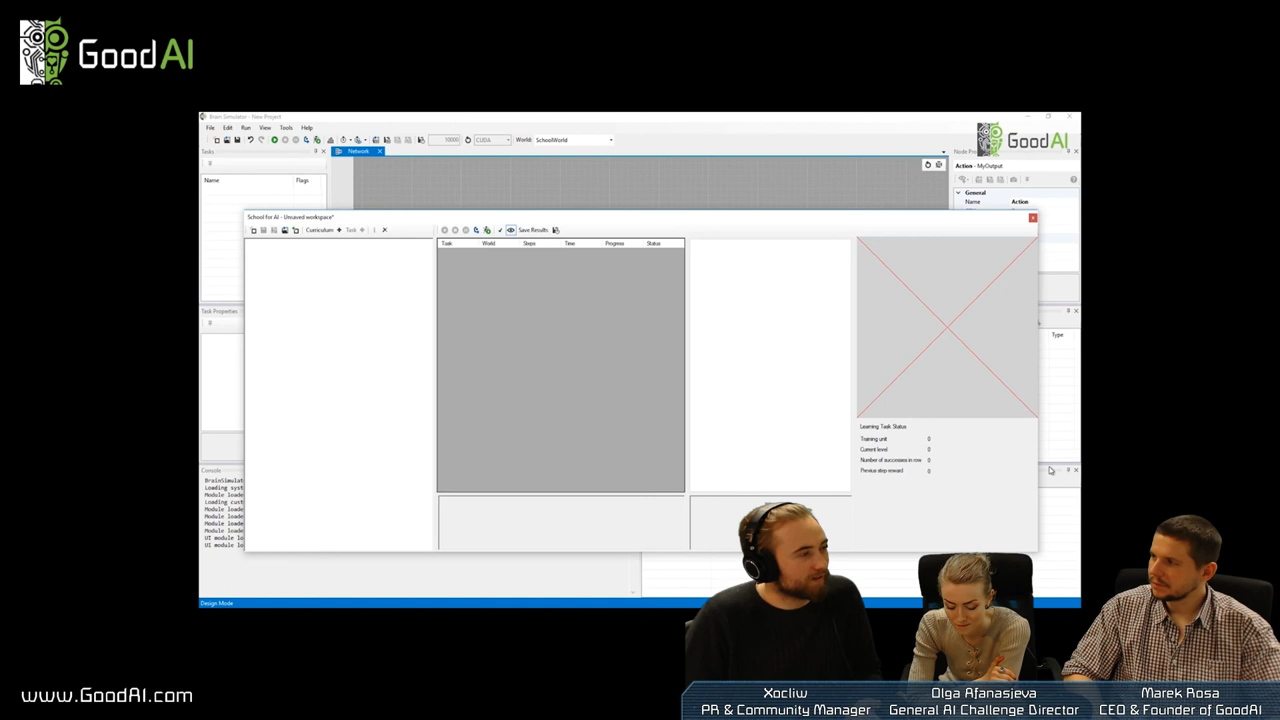 GoodAI
Brain Simulator - New Project
File Edit Run View Tools Help
10000 CUDA World: SchoolWorld
GoodAI
Tasks
Network
Name Flags
Action - MyOutput
General
Name Action
School for AI - Unsaved workspace*
Curriculum Task Save Results
Task World Steps Time Progress Status
Task Properties
Type
Learning Task Status
Training unit 0
Current level 0
Number of successes in row 0
Previous step reward 0
Console
Design Mode
www.GoodAI.com
Xocliw
PR & Community Manager
Olga Afanasjeva
General AI Challenge Director
Marek Rosa
CEO & Founder of GoodAI